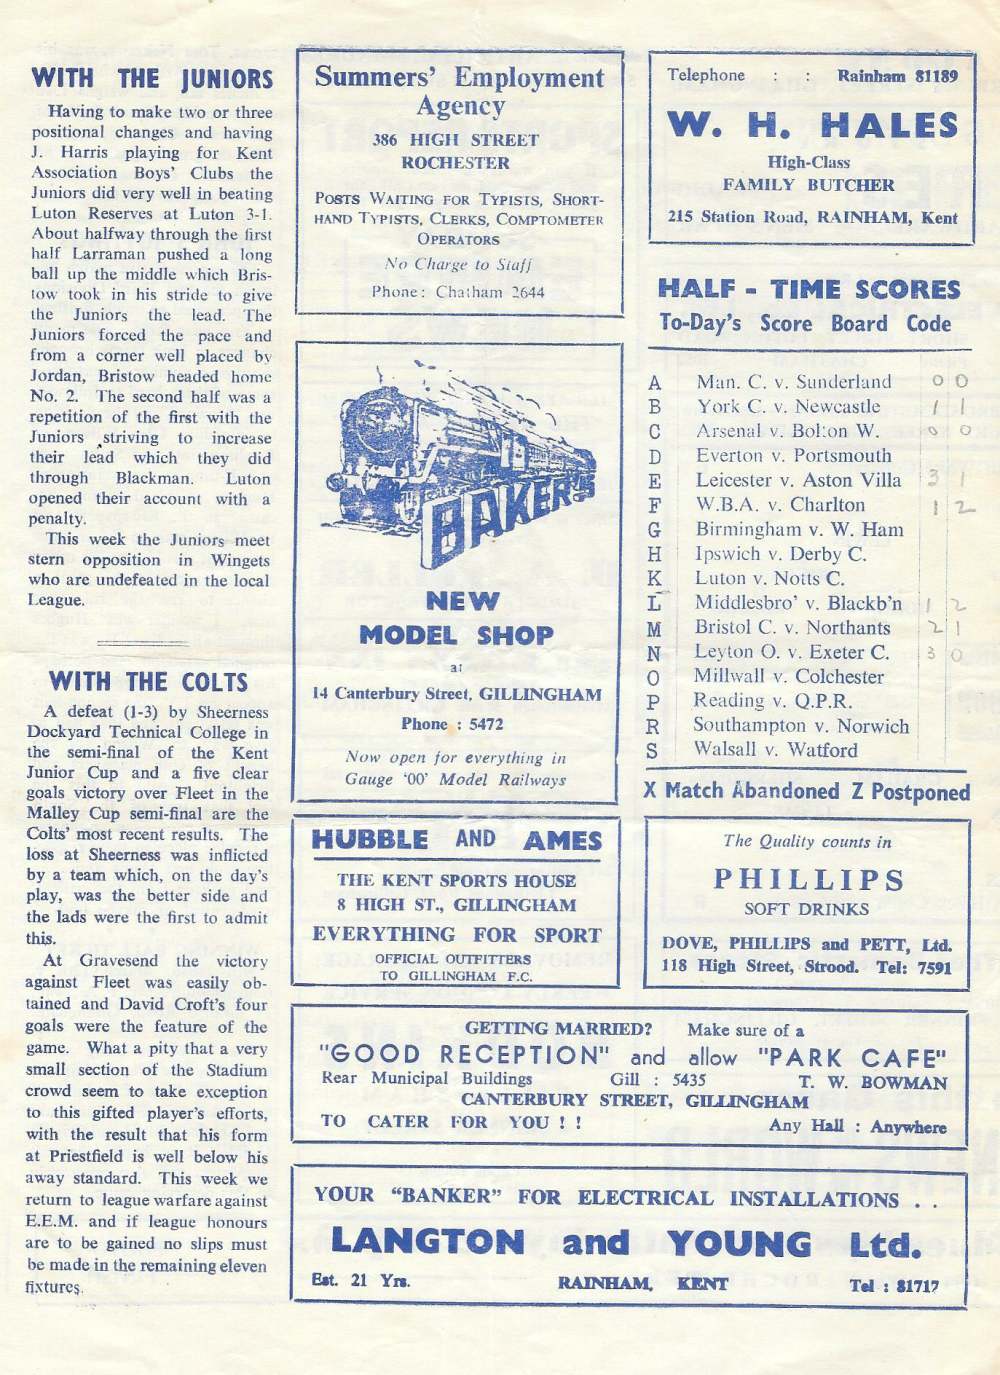 WITH THE JUNIORS
Having to make two or three
positional changes and having
J. Harris playing for Kent
Association Boys' Clubs the
Juniors did very well in beating
Luton Reserves at Luton 3-1.
About halfway through the first
half Larraman pushed a long
ball up the middle which Bris-
tow took in his stride to give
the Juniors the lead. The
Juniors forced the pace and
from a corner well placed by
Jordan, Bristow headed home
No. 2. The second half was a
repetition of the first with the
Juniors striving to increase
their lead which they did
through Blackman. Luton
opened their account with a
penalty.
This week the Juniors meet
stern opposition in Wingets
who are undefeated in the local
League.
WITH THE COLTS
A defeat (1-3) by Sheerness
Dockyard Technical College in
the semi-final of the Kent
Junior Cup and a five clear
goals victory over Fleet in the
Malley Cup semi-final are the
Colts' most recent results. The
loss at Sheerness was inflicted
by a team which, on the day's
play, was the better side and
the lads were the first to admit
this.
At Gravesend the victory
against Fleet was easily ob-
tained and David Croft's four
goals were the feature of the
game. What a pity that a very
small section of the Stadium
crowd seem to take exception
to this gifted player's efforts,
with the result that his form
at Priestfield is well below his
away standard. This week we
return to league warfare against
E.E.M. and if league honours
are to be gained no slips must
be made in the remaining eleven
fixtures.
Summers' Employment
Agency
386 HIGH STREET
ROCHESTER
POSTS WAITING FOR TYPISTS, SHORT-
HAND TYPISTS, CLERKS, COMPTOMETER
OPERATORS
No Charge to Staff
Phone: Chatham 2644
BAKER'S
NEW
MODEL SHOP
at
14 Canterbury Street, GILLINGHAM
Phone : 5472
Now open for everything in
Gauge '00' Model Railways
HUBBLE AND AMES
THE KENT SPORTS HOUSE
8 HIGH ST., GILLINGHAM
EVERYTHING FOR SPORT
OFFICIAL OUTFITTERS
TO GILLINGHAM F.C.
Telephone : : Rainham 81189
W. H. HALES
High-Class
FAMILY BUTCHER
215 Station Road, RAINHAM, Kent
HALF - TIME SCORES
To-Day's Score Board Code
A Man. C. v. Sunderland 0 0
B York C. v. Newcastle 1 1
C Arsenal v. Bolton W. 0 0
D Everton v. Portsmouth
E Leicester v. Aston Villa 3 1
F W.B.A. v. Charlton 1 2
G Birmingham v. W. Ham
H Ipswich v. Derby C.
K Luton v. Notts C.
L Middlesbro' v. Blackb'n 1 2
M Bristol C. v. Northants 2 1
N Leyton O. v. Exeter C. 3 0
O Millwall v. Colchester
P Reading v. Q.P.R.
R Southampton v. Norwich
S Walsall v. Watford
X Match Abandoned Z Postponed
The Quality counts in
PHILLIPS
SOFT DRINKS
DOVE, PHILLIPS and PETT, Ltd.
118 High Street, Strood. Tel: 7591
GETTING MARRIED? Make sure of a
"GOOD RECEPTION" and allow "PARK CAFE"
Rear Municipal Buildings Gill : 5435 T. W. BOWMAN
CANTERBURY STREET, GILLINGHAM
TO CATER FOR YOU ! ! Any Hall : Anywhere
YOUR "BANKER" FOR ELECTRICAL INSTALLATIONS . .
LANGTON and YOUNG Ltd.
Est. 21 Yrs. RAINHAM, KENT Tel : 81717